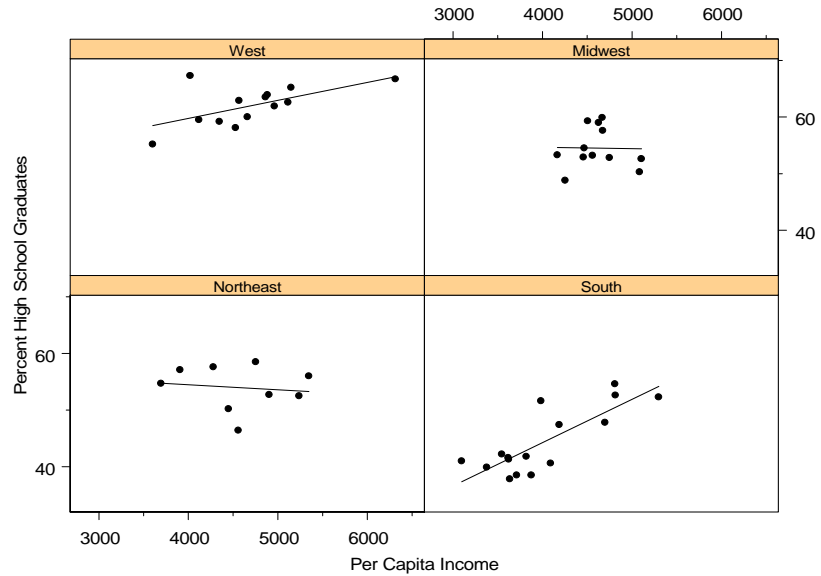 3000 4000 5000 6000
West Midwest
60
40
Northeast South
60
40
3000 4000 5000 6000
Per Capita Income
Percent High School Graduates